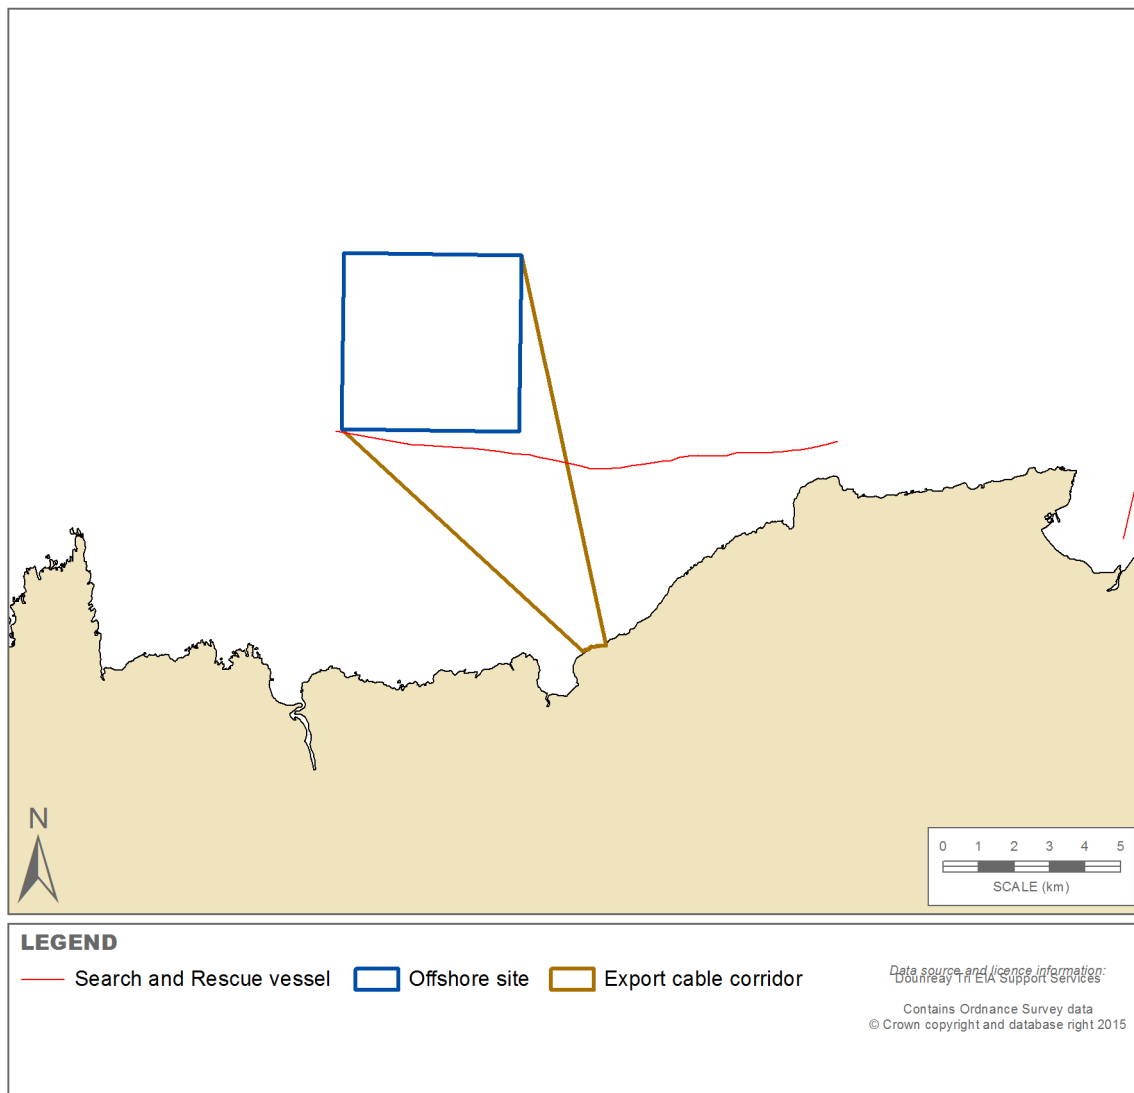 N
0 1 2 3 4 5
SCALE (km)
LEGEND
Search and Rescue vessel Offshore site Export cable corridor
Data source and licence information:
Dounreay Tri EIA Support Services
Contains Ordnance Survey data
© Crown copyright and database right 2015